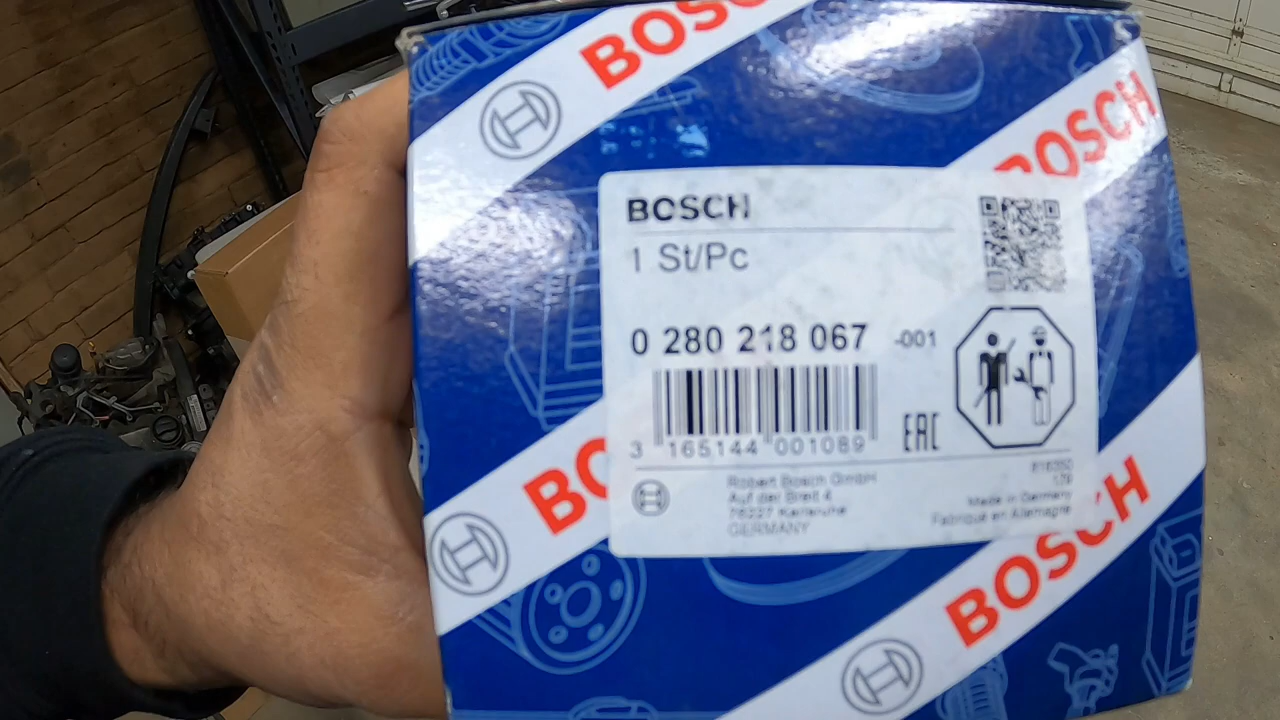 BOSCH
BOSCH
BOSCH
1 St/Pc
0 280 218 067 -001
3 165144 001089
EAC
Robert Bosch GmbH
Auf der Breit 4
76227 Karlsruhe
GERMANY
Made in Germany
Fabriqué en Allemagne
BO
BOSCH